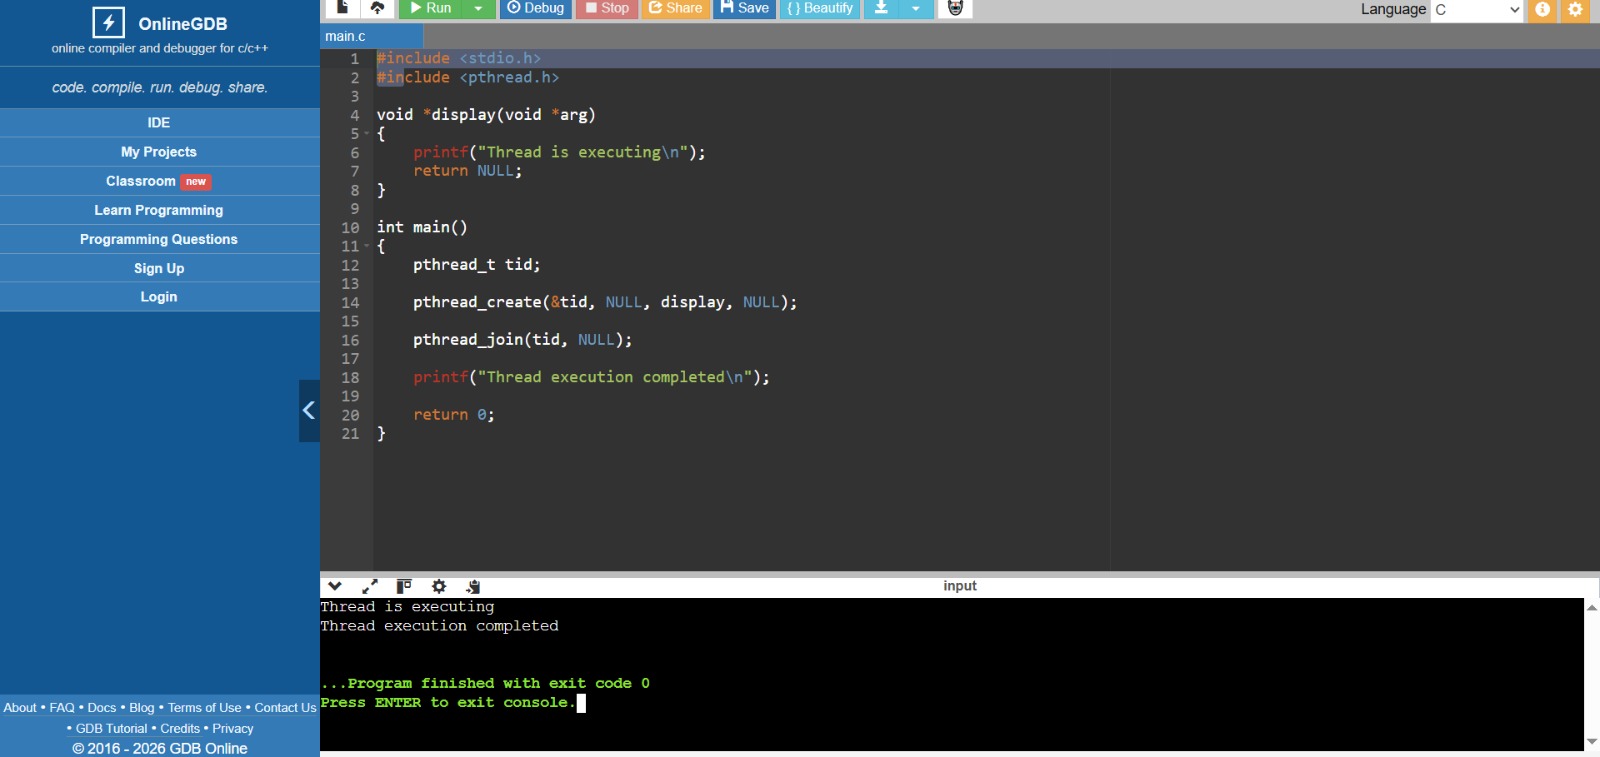 OnlineGDB
online compiler and debugger for c/c++
code. compile. run. debug. share.
IDE
My Projects
Classroom new
Learn Programming
Programming Questions
Sign Up
Login
About • FAQ • Docs • Blog • Terms of Use • Contact Us
• GDB Tutorial • Credits • Privacy
© 2016 - 2026 GDB Online
Run Debug Stop Share Save { } Beautify Language C
main.c
1 #include <stdio.h>
2 #include <pthread.h>
3
4 void *display(void *arg)
5 {
6     printf("Thread is executing\n");
7     return NULL;
8 }
9
10 int main()
11 {
12     pthread_t tid;
13
14     pthread_create(&tid, NULL, display, NULL);
15
16     pthread_join(tid, NULL);
17
18     printf("Thread execution completed\n");
19
20     return 0;
21 }
input
Thread is executing
Thread execution completed
...Program finished with exit code 0
Press ENTER to exit console.